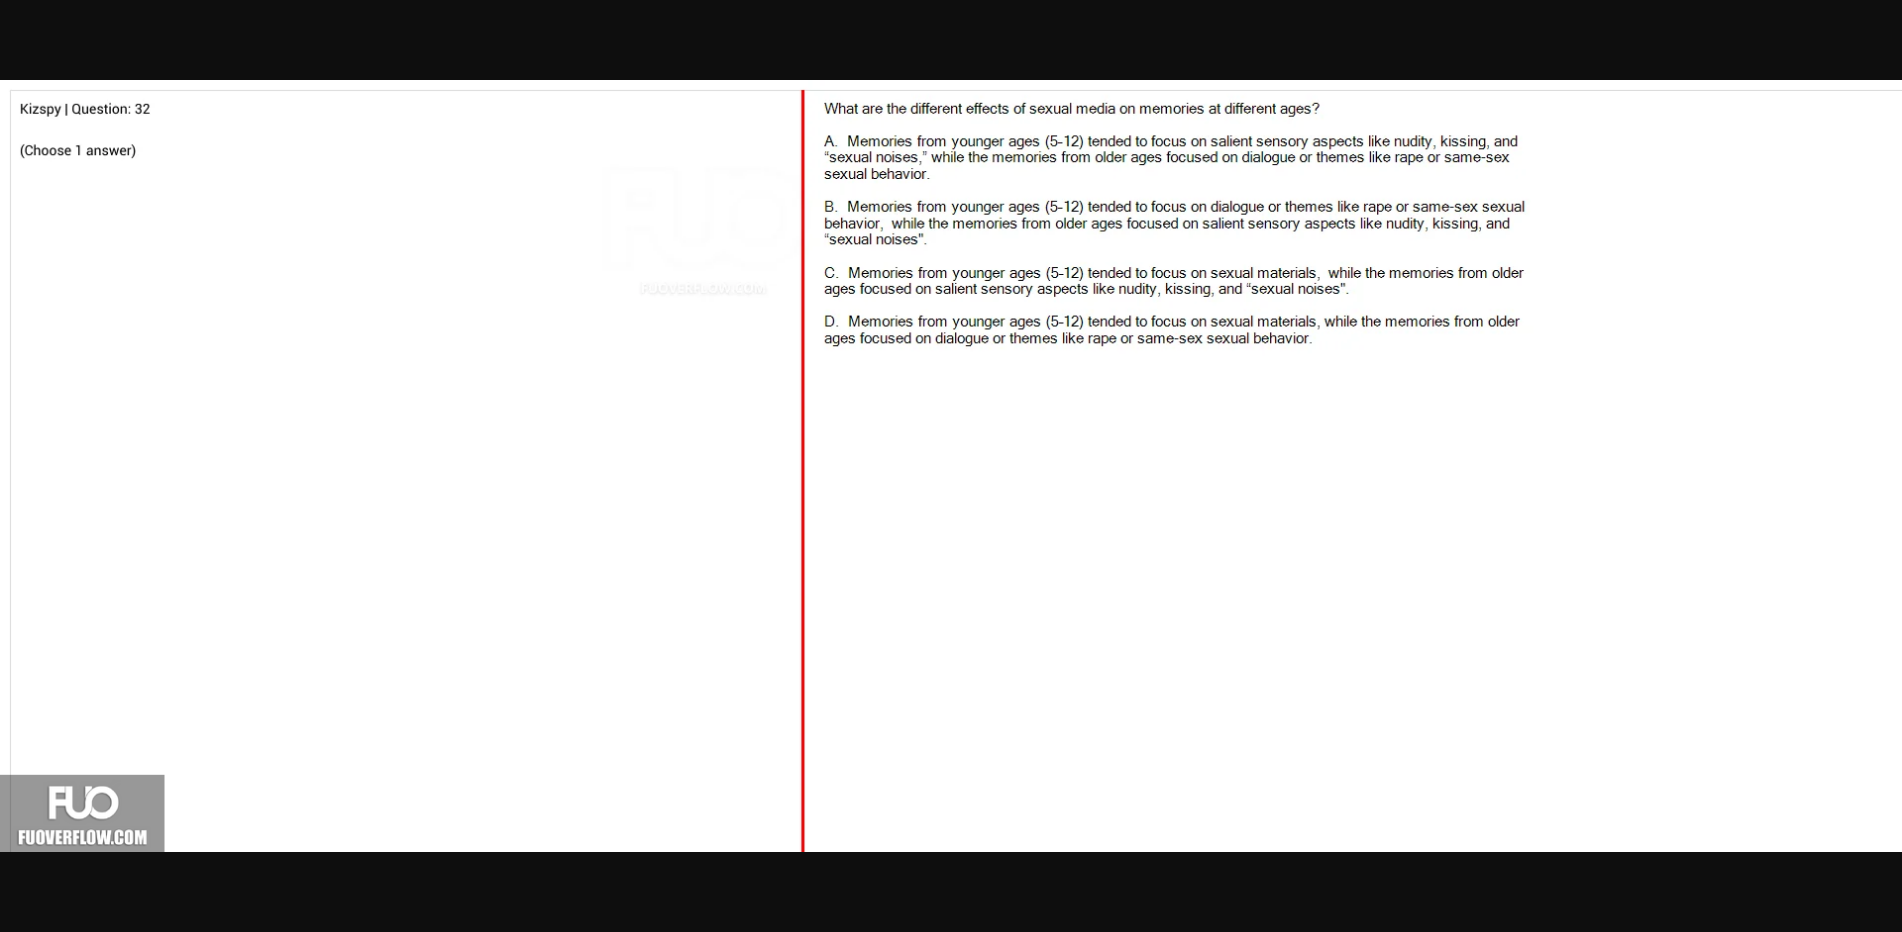 Kizspy | Question: 32
(Choose 1 answer)
FUO
FUOVERFLOW.COM
What are the different effects of sexual media on memories at different ages?
A.  Memories from younger ages (5-12) tended to focus on salient sensory aspects like nudity, kissing, and
“sexual noises,” while the memories from older ages focused on dialogue or themes like rape or same-sex
sexual behavior.
B.  Memories from younger ages (5-12) tended to focus on dialogue or themes like rape or same-sex sexual
behavior,  while the memories from older ages focused on salient sensory aspects like nudity, kissing, and
“sexual noises".
C.  Memories from younger ages (5-12) tended to focus on sexual materials,  while the memories from older
ages focused on salient sensory aspects like nudity, kissing, and “sexual noises".
D.  Memories from younger ages (5-12) tended to focus on sexual materials, while the memories from older
ages focused on dialogue or themes like rape or same-sex sexual behavior.
FUO
FUOVERFLOW.COM